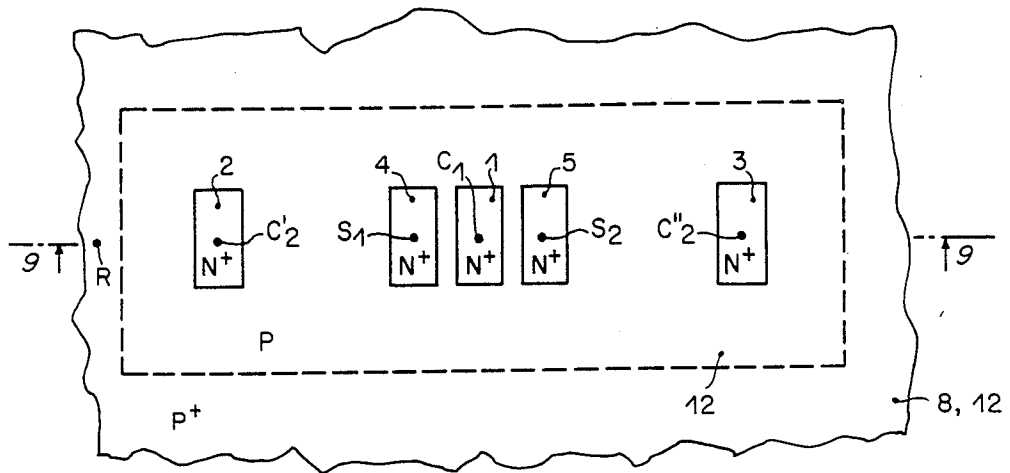 2 4 C₁ 1 5 3
9 R C'₂ S₁ S₂ C''₂ 9
N⁺ N⁺ N⁺ N⁺ N⁺
P
12
P⁺ 8, 12